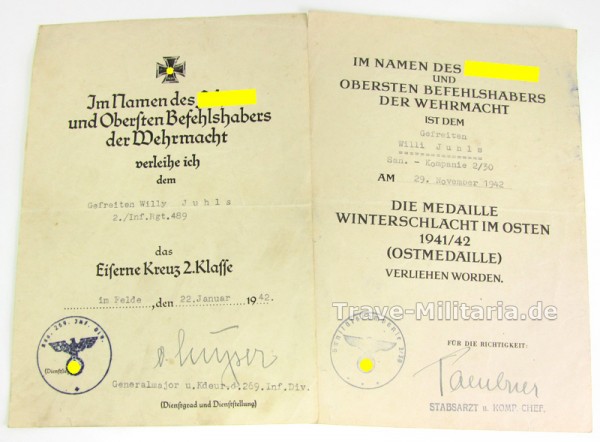 Im Namen des
und Obersten Befehlshabers
der Wehrmacht
verleihe ich
dem
Gefreiten Willy Juhls
2./Inf.Rgt.489
das
Eiserne Kreuz 2.Klasse
im Felde, den 22.Januar 1942.
269. Inf. Div.
(Dienstsiegel)
Generalmajor u.Kdeur.d.269.Inf.Div.
(Dienstgrad und Dienststellung)
IM NAMEN DES
UND
OBERSTEN BEFEHLSHABERS
DER WEHRMACHT
IST DEM
Gefreiten
Willi Juhls
San. - Kompanie 2/30
AM 29. November 1942
DIE MEDAILLE
WINTERSCHLACHT IM OSTEN
1941/42
(OSTMEDAILLE)
VERLIEHEN WORDEN.
Trave-Militaria.de
FÜR DIE RICHTIGKEIT:
STABSARZT u. KOMP. CHEF.